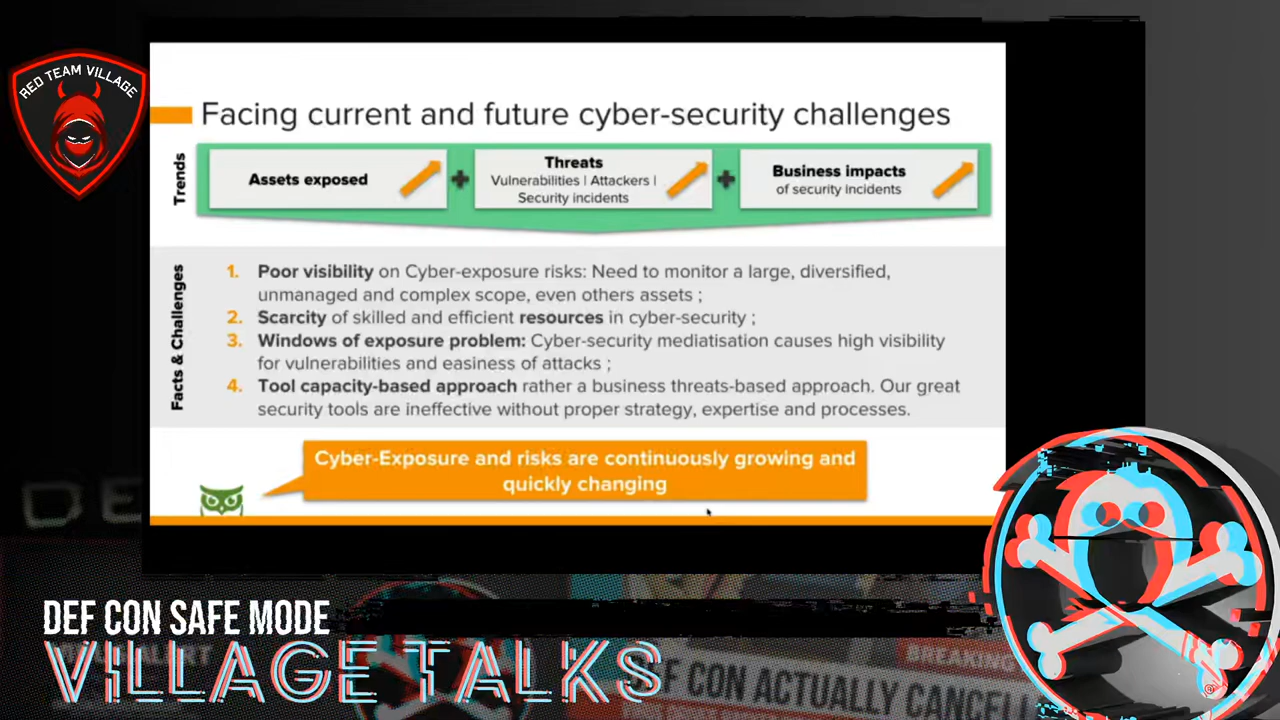 RED TEAM VILLAGE
Facing current and future cyber-security challenges
Trends
Assets exposed
Threats
Vulnerabilities | Attackers |
Security incidents
Business impacts
of security incidents
Facts & Challenges
1. Poor visibility on Cyber-exposure risks: Need to monitor a large, diversified,
unmanaged and complex scope, even others assets ;
2. Scarcity of skilled and efficient resources in cyber-security ;
3. Windows of exposure problem: Cyber-security mediatisation causes high visibility
for vulnerabilities and easiness of attacks ;
4. Tool capacity-based approach rather a business threats-based approach. Our great
security tools are ineffective without proper strategy, expertise and processes.
Cyber-Exposure and risks are continuously growing and
quickly changing
DEF CON SAFE MODE
VILLAGE TALKS
BREAKING
DEF CON ACTUALLY